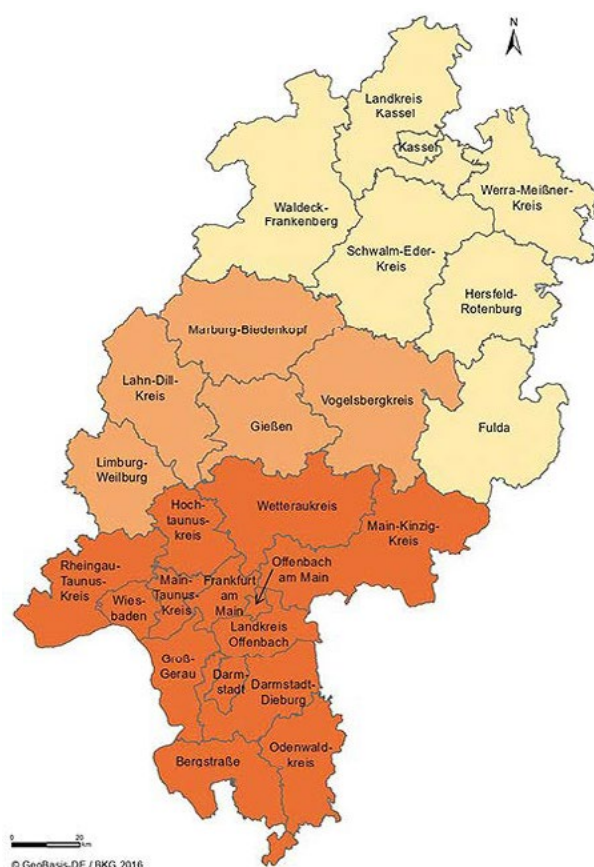 N
Landkreis
Kassel
Kassel
Werra-Meißner-
Kreis
Waldeck-
Frankenberg
Schwalm-Eder-
Kreis
Hersfeld-
Rotenburg
Marburg-Biedenkopf
Lahn-Dill-
Kreis
Vogelsbergkreis
Gießen
Fulda
Limburg-
Weilburg
Hoch-
taunus-
kreis
Wetteraukreis
Main-Kinzig-
Kreis
Rheingau-
Taunus-
Kreis
Main-
Taunus-
Kreis
Frankfurt
am
Main
Offenbach
am Main
Wies-
baden
Landkreis
Offenbach
Groß-
Gerau
Darm-
stadt
Darmstadt-
Dieburg
Odenwald-
kreis
Bergstraße
0 20
km
© GeoBasis-DE / BKG 2016